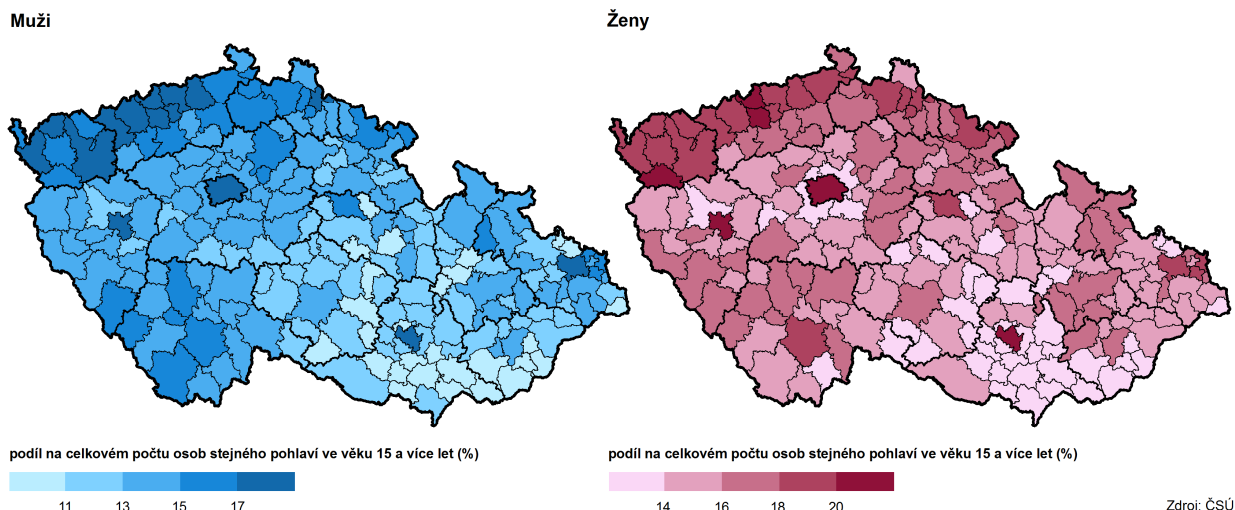 Muži
Ženy
podíl na celkovém počtu osob stejného pohlaví ve věku 15 a více let (%)
11 13 15 17
podíl na celkovém počtu osob stejného pohlaví ve věku 15 a více let (%)
14 16 18 20
Zdroj: ČSÚ